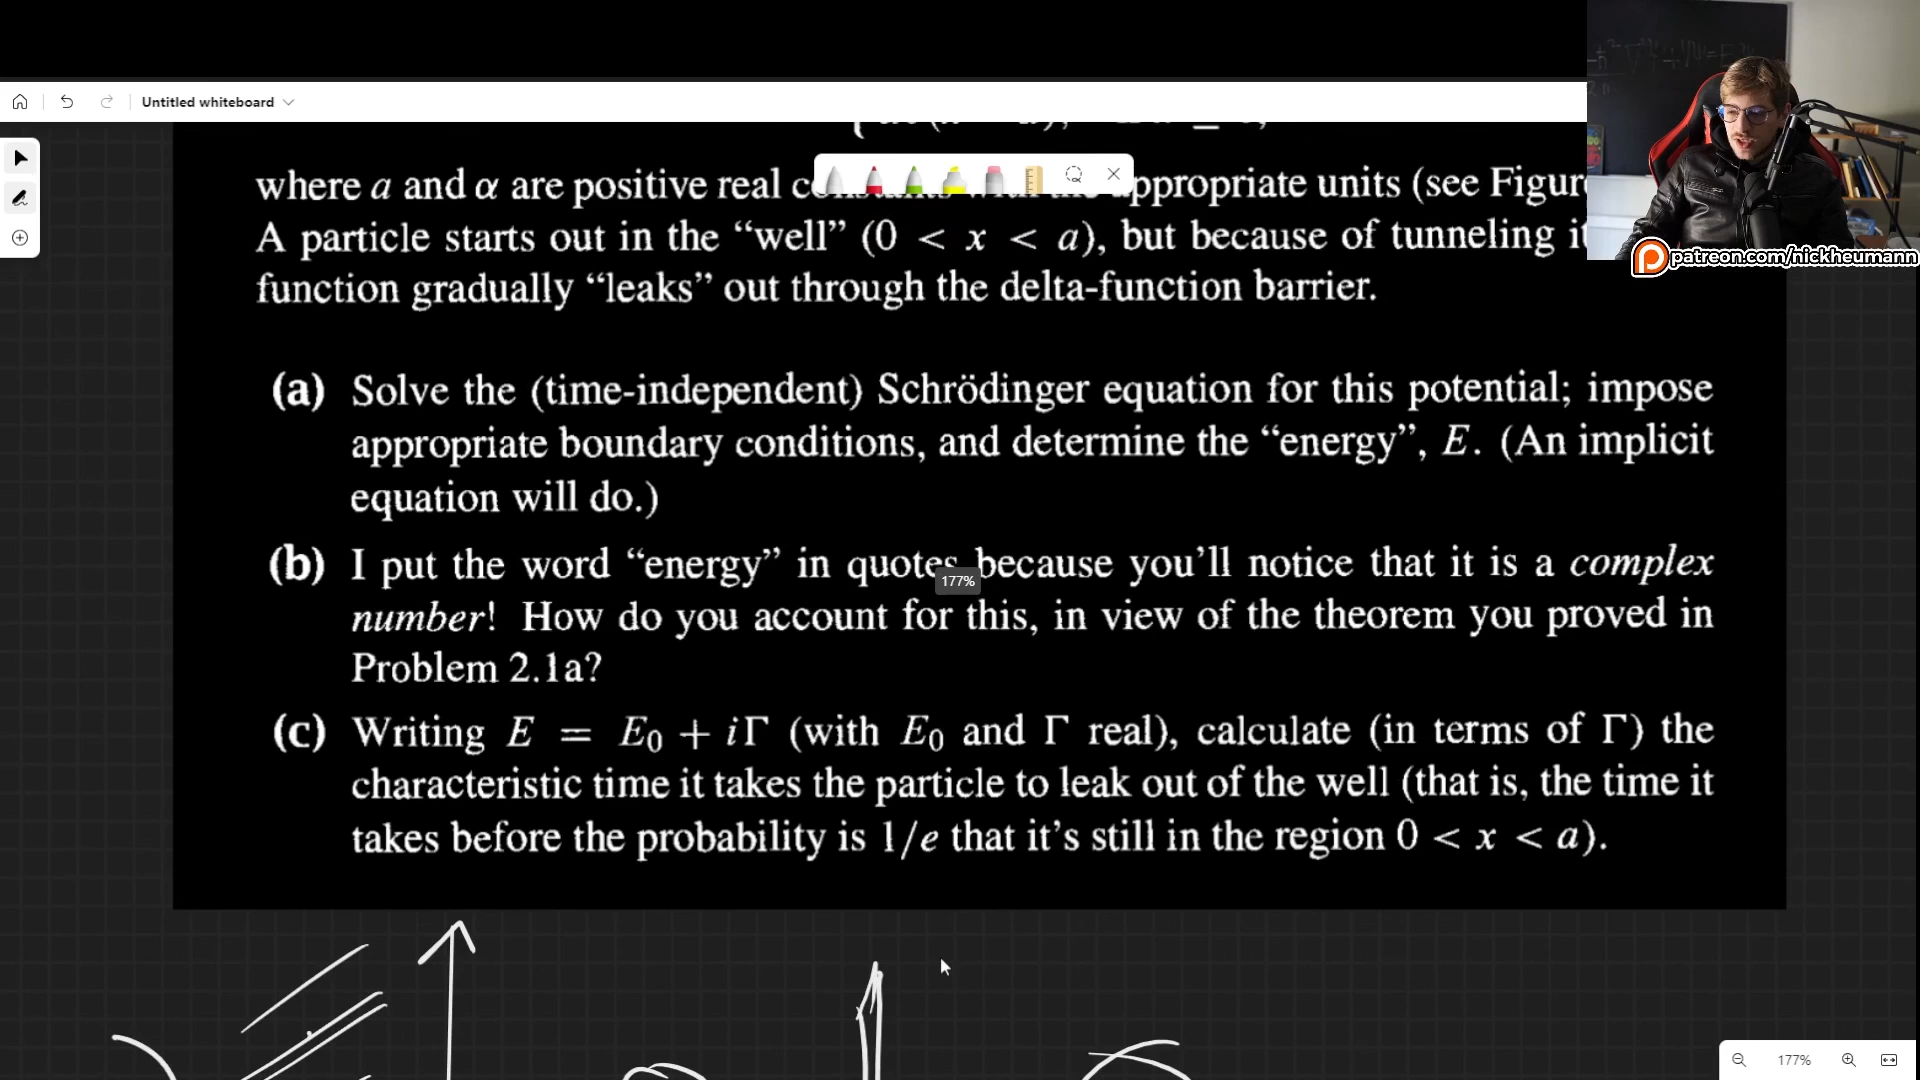 Untitled whiteboard
where a and α are positive real appropriate units (see
A particle starts out in the “well” (0 < x < a), but because of tunneling
function gradually “leaks” out through the delta-function barrier.
(a) Solve the (time-independent) Schrödinger equation for this potential; impose
appropriate boundary conditions, and determine the “energy”, E. (An implicit
equation will do.)
(b) I put the word “energy” in quotes because you’ll notice that it is a complex
177%
number! How do you account for this, in view of the theorem you proved in
Problem 2.1a?
(c) Writing E = E₀ + iΓ (with E₀ and Γ real), calculate (in terms of Γ) the
characteristic time it takes the particle to leak out of the well (that is, the time it
takes before the probability is 1/e that it’s still in the region 0 < x < a).
patreon.com/nickheumann
177%